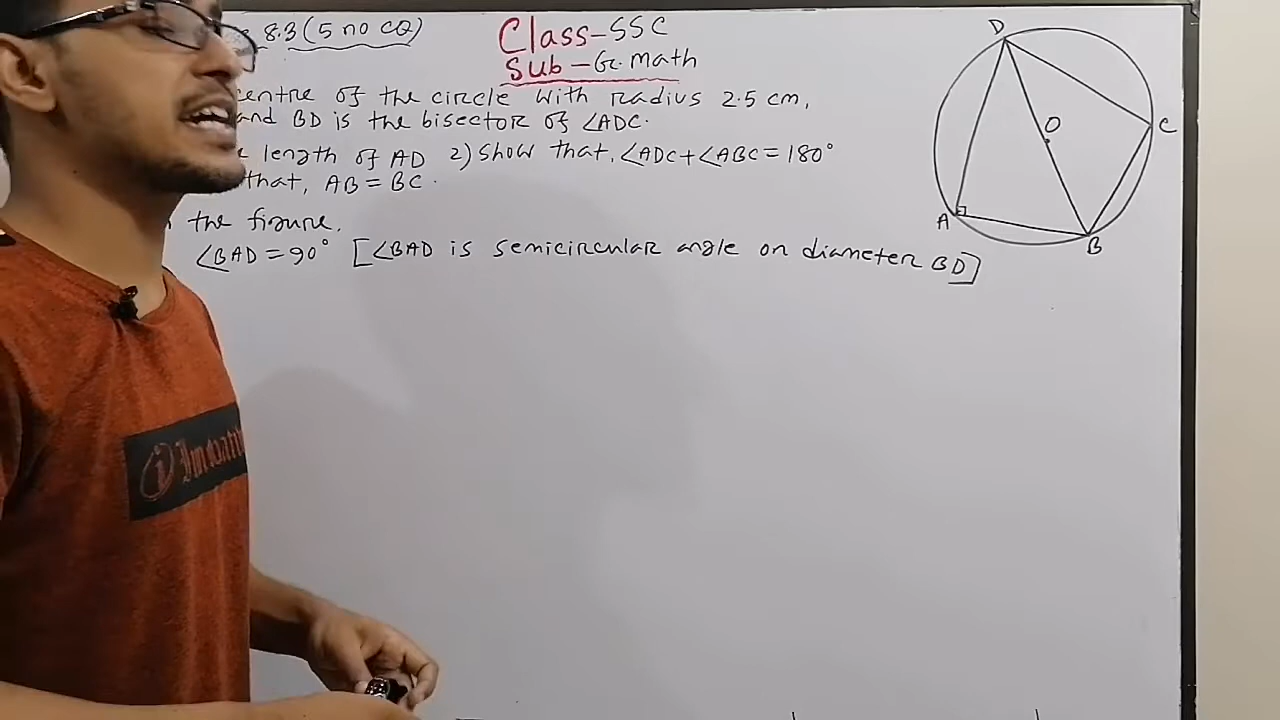 8.3 (5 no CQ)
Class-SSC
Sub-G. Math
centre of the circle with radius 2.5 cm,
and BD is the bisector of ∠ADC.
length of AD 2) Show that, ∠ADC+∠ABC=180°
that, AB=BC.
the figure.
∠BAD=90° [∠BAD is semicircular angle on diameter BD]
D
O
C
A
B